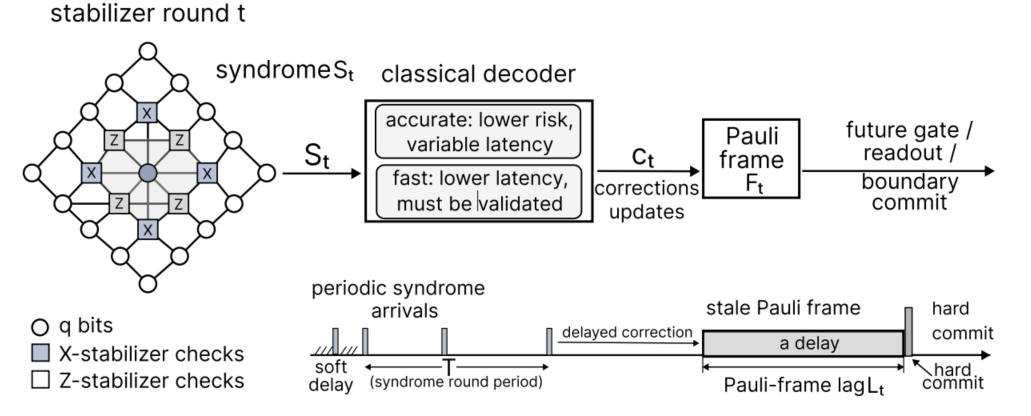 stabilizer round t
syndrome St
classical decoder
X
Z Z
X X
Z Z
X
St
accurate: lower risk,
variable latency
fast: lower latency,
must be validated
Ct
corrections
updates
Pauli
frame
Ft
future gate /
readout /
boundary
commit
q bits
X-stabilizer checks
Z-stabilizer checks
periodic syndrome
arrivals
soft
delay
T
(syndrome round period)
delayed correction
stale Pauli frame
a delay
Pauli-frame lag Lt
hard
commit
hard
commit